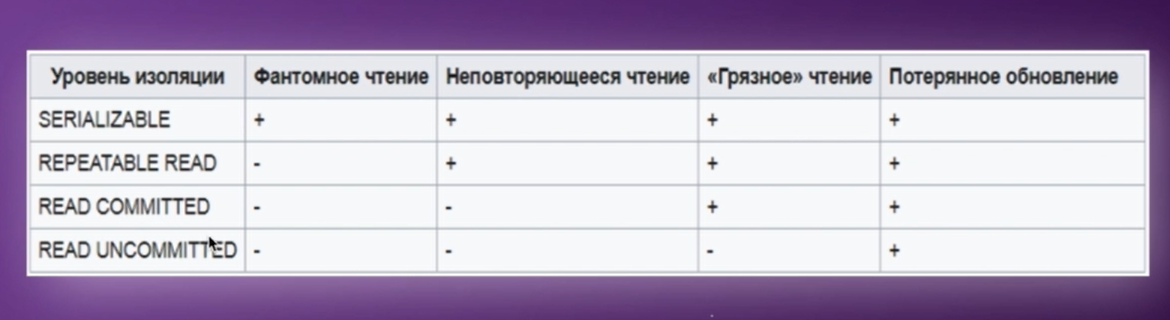 Уровень изоляции Фантомное чтение Неповторяющееся чтение «Грязное» чтение Потерянное обновление
SERIALIZABLE + + + +
REPEATABLE READ - + + +
READ COMMITTED - - + +
READ UNCOMMITTED - - - +